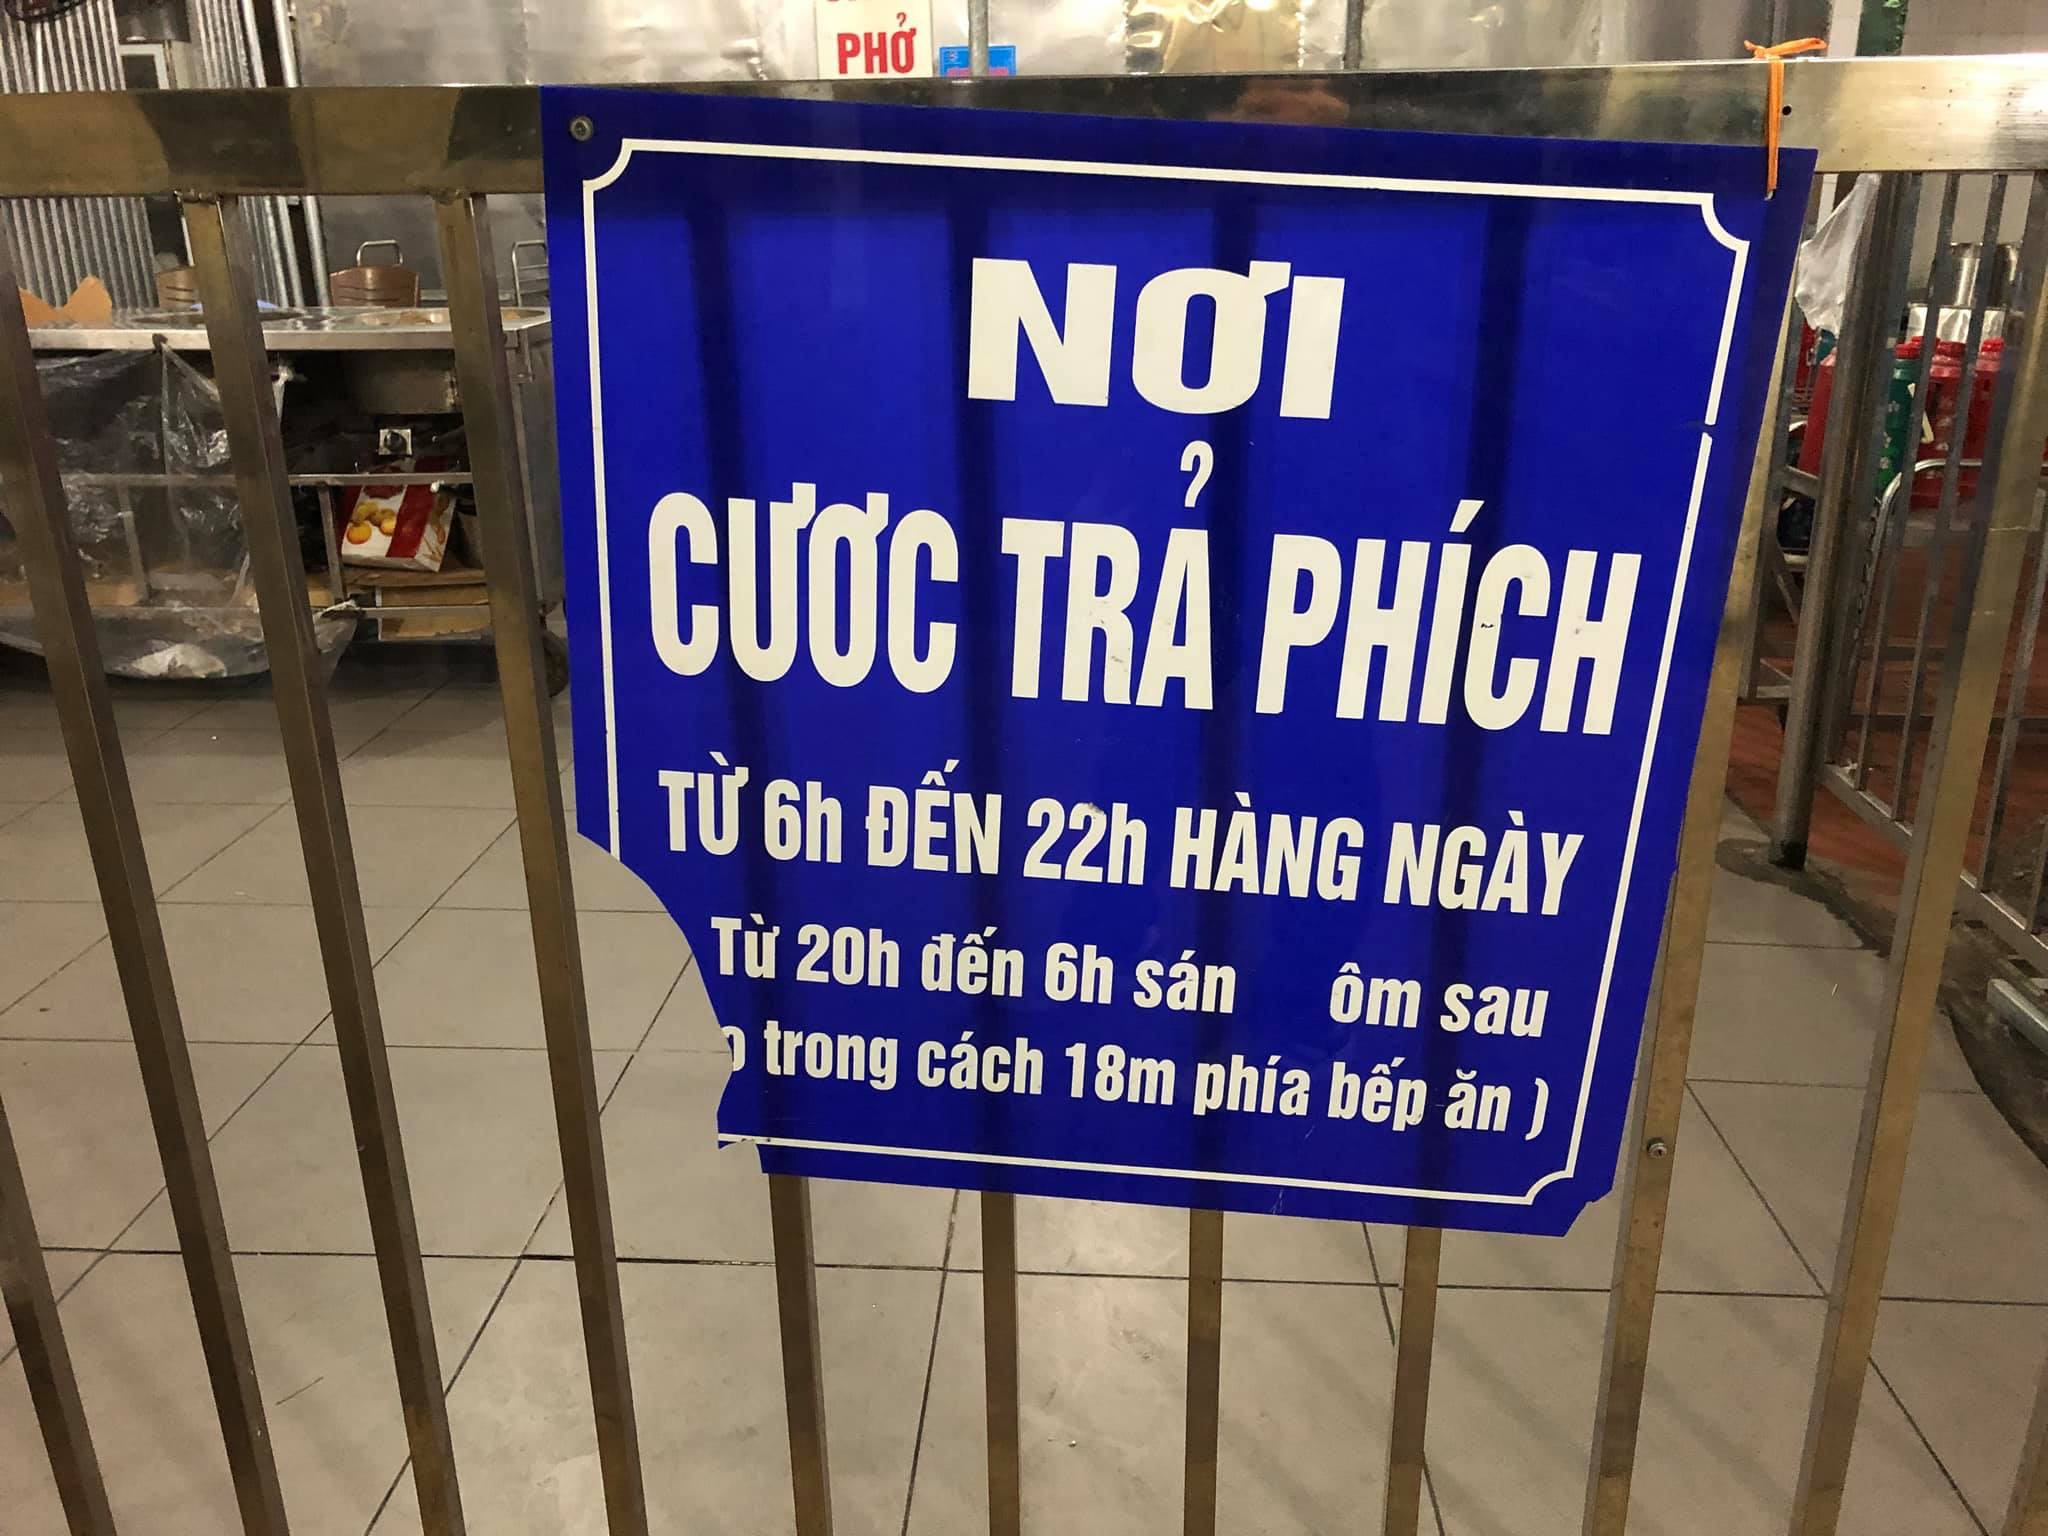 PHỞ
NƠI
CƯỢC TRẢ PHÍCH
TỪ 6h ĐẾN 22h HÀNG NGÀY
Từ 20h đến 6h sán ôm sau
trong cách 18m phía bếp ăn )